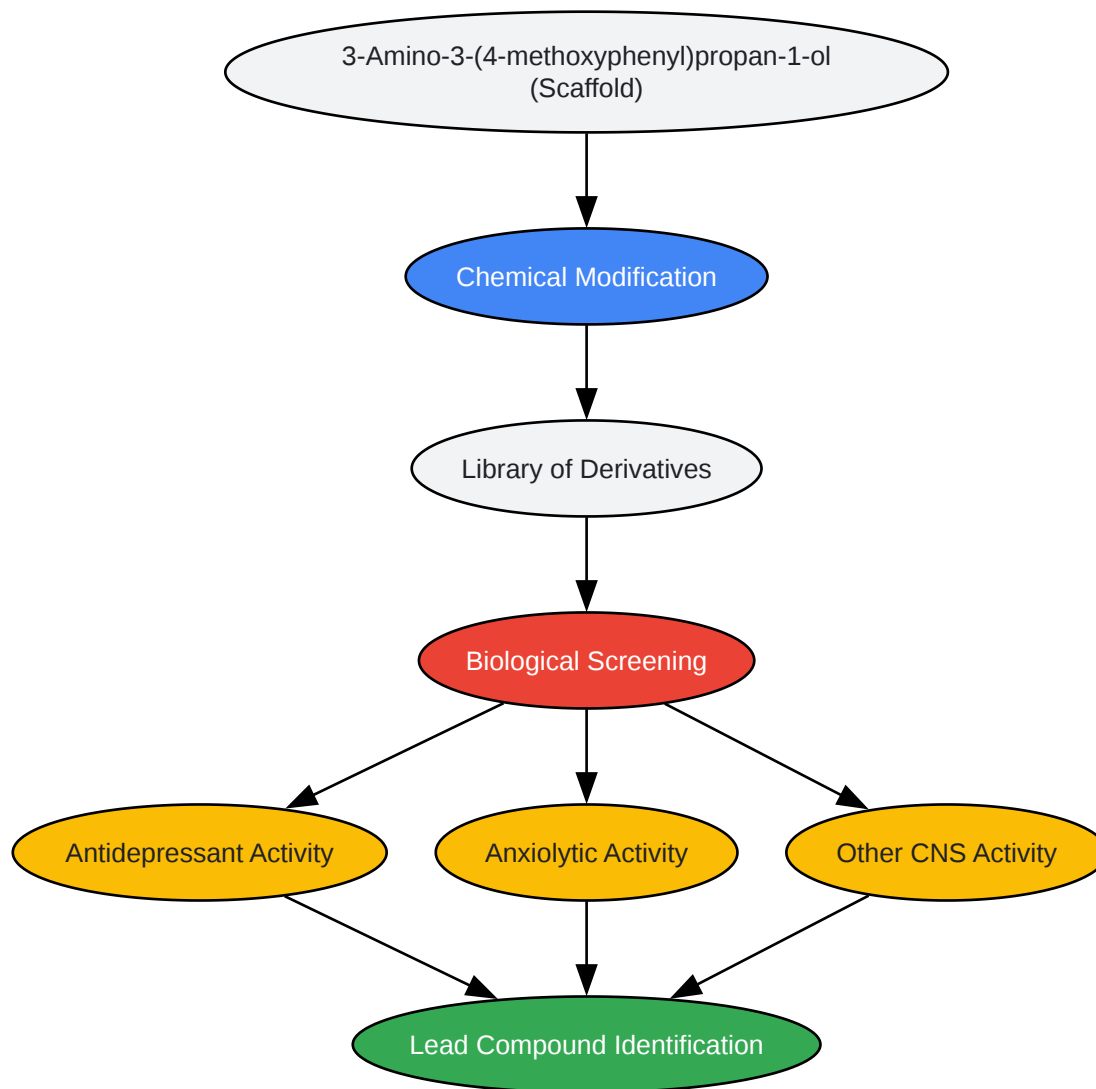 3-Amino-3-(4-methoxyphenyl)propan-1-ol
(Scaffold)
Chemical Modification
Library of Derivatives
Biological Screening
Antidepressant Activity
Anxiolytic Activity
Other CNS Activity
Lead Compound Identification